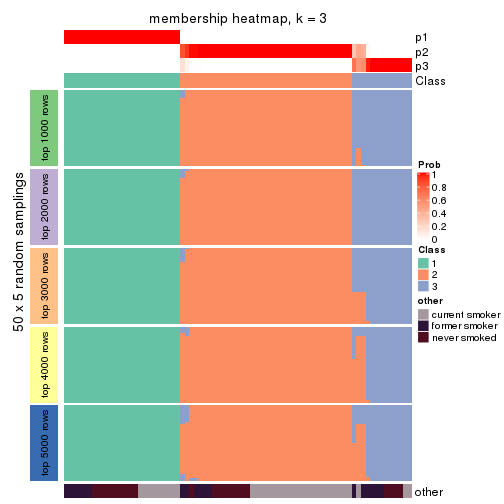 membership heatmap, k = 3
p1
p2
p3
Class
50 x 5 random samplings
top 1000 rows
top 2000 rows
top 3000 rows
top 4000 rows
top 5000 rows
Prob
1
0.8
0.6
0.4
0.2
0
Class
1
2
3
other
current smoker
former smoker
never smoked
other